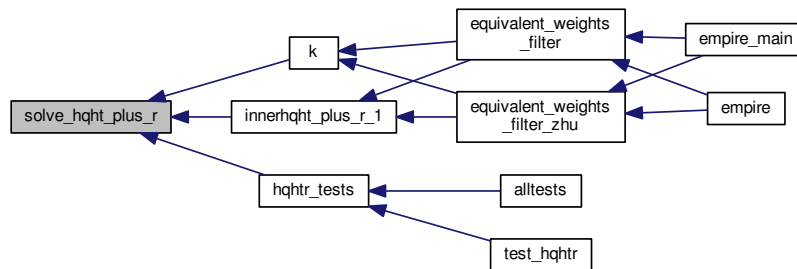 solve_hqht_plus_r
k
innerhqht_plus_r_1
hqhtr_tests
equivalent_weights
_filter
equivalent_weights
_filter_zhu
alltests
test_hqhtr
empire_main
empire